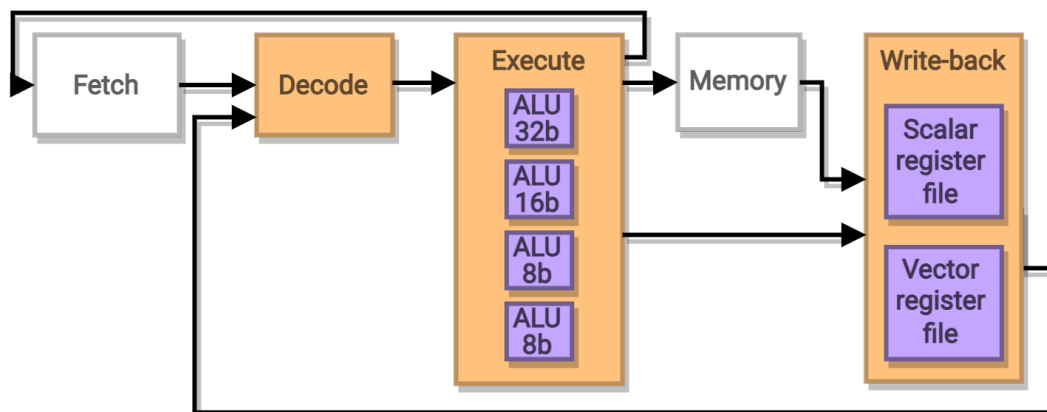 Fetch
Decode
Execute
ALU
32b
ALU
16b
ALU
8b
ALU
8b
Memory
Write-back
Scalar
register
file
Vector
register
file